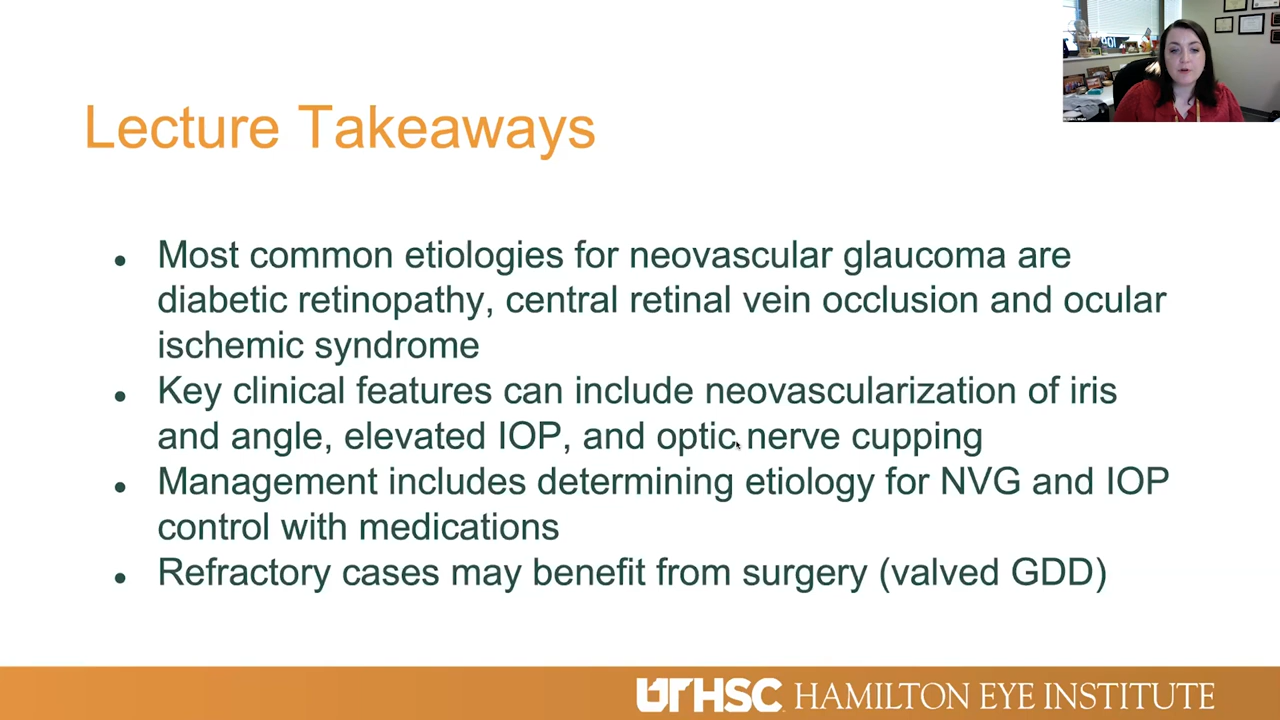 Lecture Takeaways
• Most common etiologies for neovascular glaucoma are
diabetic retinopathy, central retinal vein occlusion and ocular
ischemic syndrome
• Key clinical features can include neovascularization of iris
and angle, elevated IOP, and optic nerve cupping
• Management includes determining etiology for NVG and IOP
control with medications
• Refractory cases may benefit from surgery (valved GDD)
UTHSC HAMILTON EYE INSTITUTE